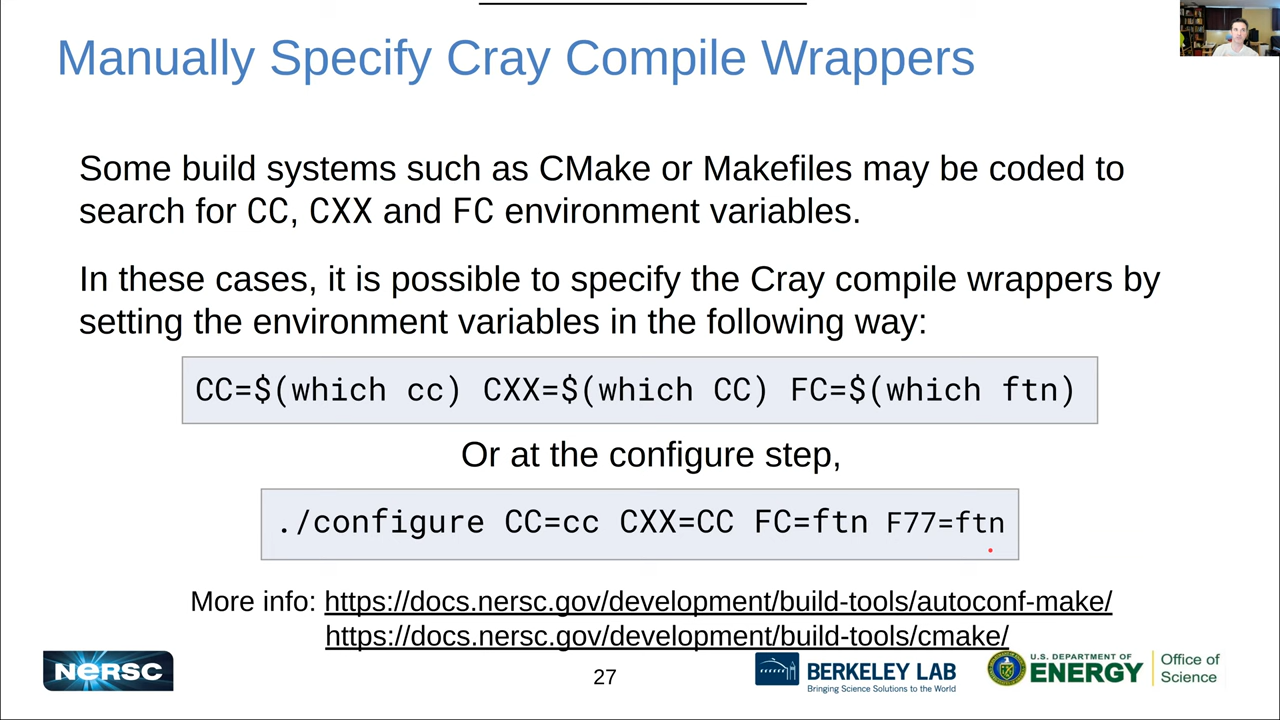 Manually Specify Cray Compile Wrappers
Some build systems such as CMake or Makefiles may be coded to
search for CC, CXX and FC environment variables.
In these cases, it is possible to specify the Cray compile wrappers by
setting the environment variables in the following way:
CC=$(which cc) CXX=$(which CC) FC=$(which ftn)
Or at the configure step,
./configure CC=cc CXX=CC FC=ftn F77=ftn
More info: https://docs.nersc.gov/development/build-tools/autoconf-make/
https://docs.nersc.gov/development/build-tools/cmake/
NERSC
27
BERKELEY LAB
Bringing Science Solutions to the World
U.S. DEPARTMENT OF
ENERGY
Office of
Science